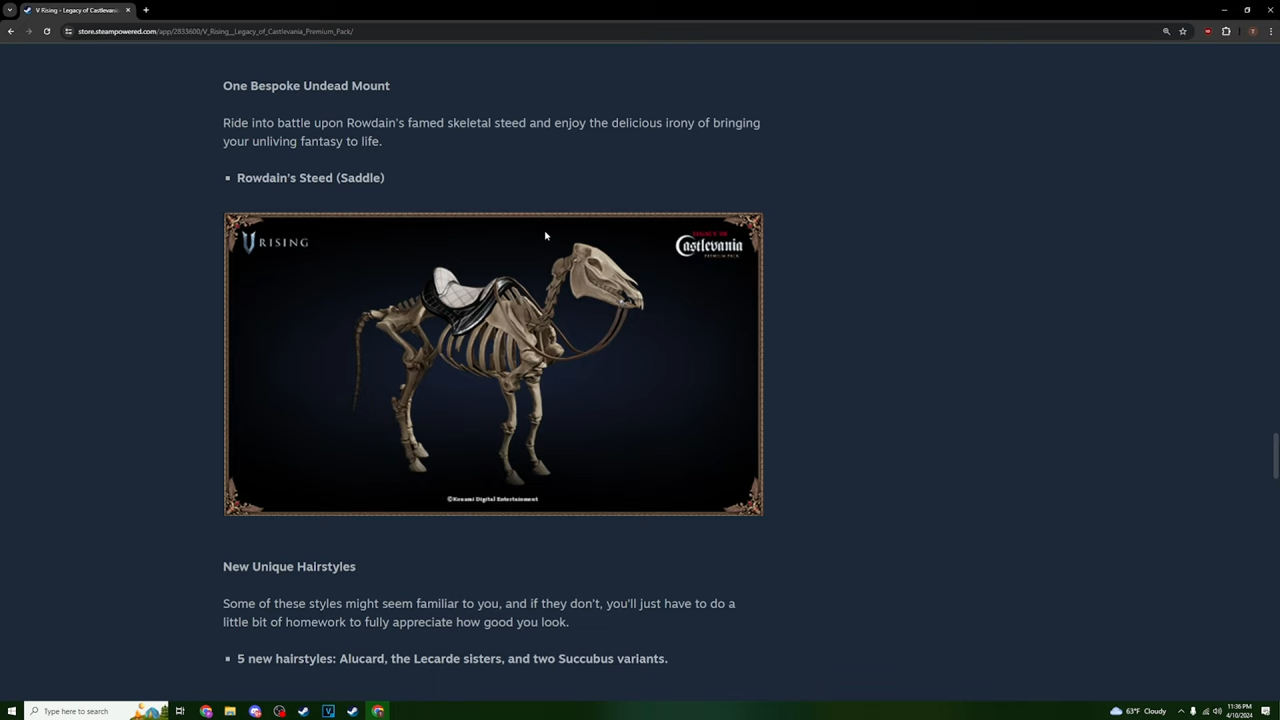 V Rising - Legacy of Castlevania
store.steampowered.com/app/2833600/V_Rising__Legacy_of_Castlevania_Premium_Pack/
T
One Bespoke Undead Mount
Ride into battle upon Rowdain's famed skeletal steed and enjoy the delicious irony of bringing
your unliving fantasy to life.
▪ Rowdain's Steed (Saddle)
V RISING
LEGACY OF
Castlevania
PREMIUM PACK
©Konami Digital Entertainment
New Unique Hairstyles
Some of these styles might seem familiar to you, and if they don't, you'll just have to do a
little bit of homework to fully appreciate how good you look.
▪ 5 new hairstyles: Alucard, the Lecarde sisters, and two Succubus variants.
Type here to search
63°F Cloudy
11:36 PM
4/10/2024